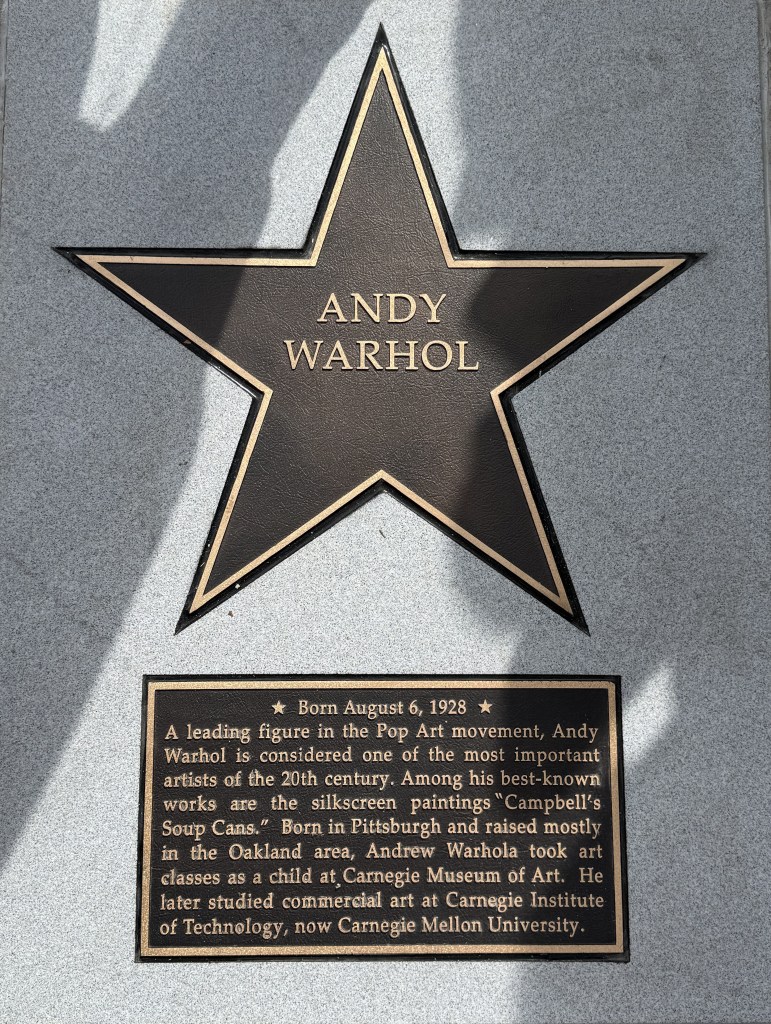 ANDY
WARHOL
★ Born August 6, 1928 ★
A leading figure in the Pop Art movement, Andy
Warhol is considered one of the most important
artists of the 20th century. Among his best-known
works are the silkscreen paintings "Campbell's
Soup Cans." Born in Pittsburgh and raised mostly
in the Oakland area, Andrew Warhola took art
classes as a child at Carnegie Museum of Art. He
later studied commercial art at Carnegie Institute
of Technology, now Carnegie Mellon University.